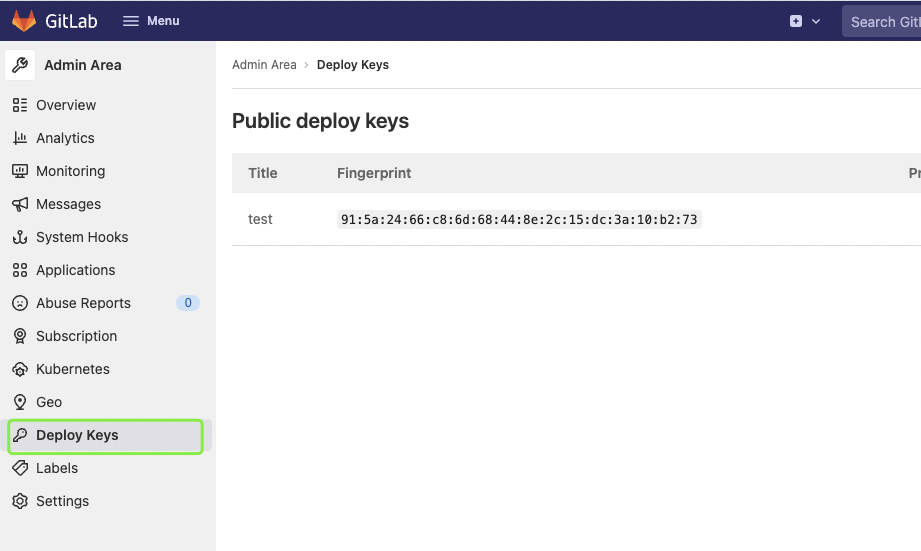 GitLab Menu Search Git
Admin Area
Overview
Analytics
Monitoring
Messages
System Hooks
Applications
Abuse Reports 0
Subscription
Kubernetes
Geo
Deploy Keys
Labels
Settings
Admin Area › Deploy Keys
Public deploy keys
Title Fingerprint Pr
test 91:5a:24:66:c8:6d:68:44:8e:2c:15:dc:3a:10:b2:73